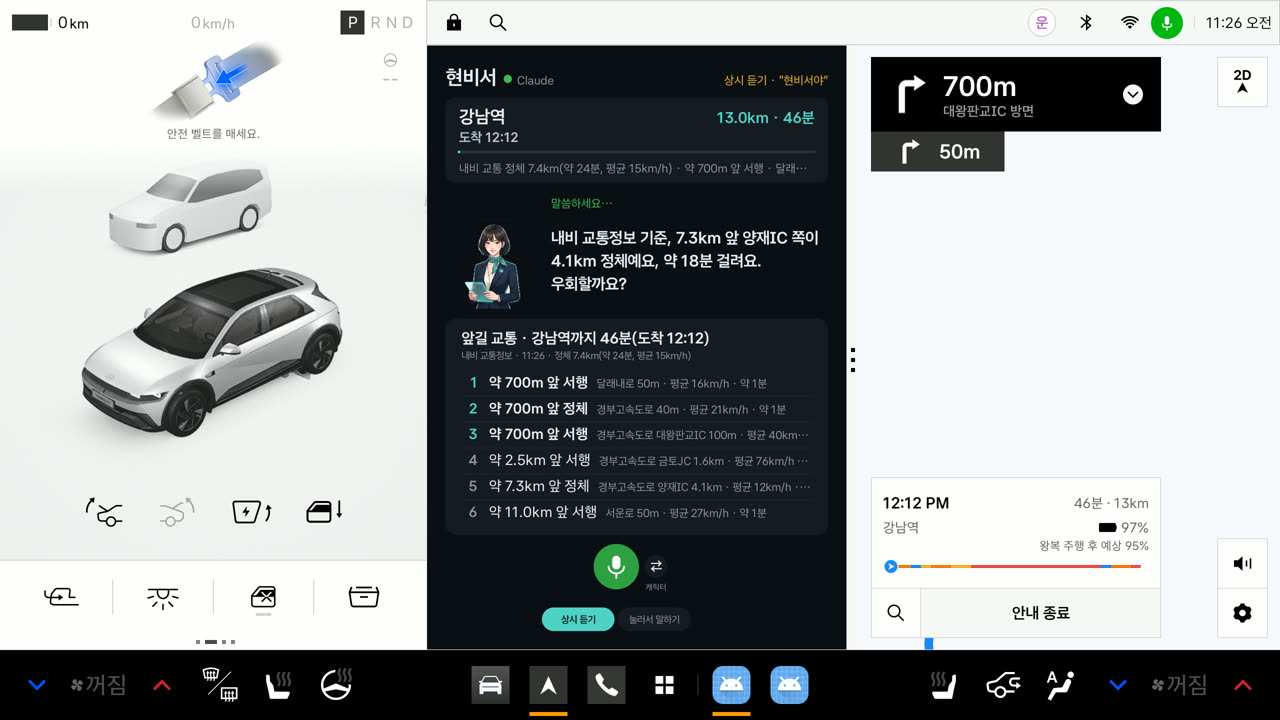 0km
0km/h
P R N D
안전 벨트를 매세요.
운
11:26 오전
현비서
Claude
상시 듣기 · "현비서야"
강남역
13.0km · 46분
도착 12:12
내비 교통 정체 7.4km(약 24분, 평균 15km/h) · 약 700m 앞 서행 · 달래…
말씀하세요…
내비 교통정보 기준, 7.3km 앞 양재IC 쪽이
4.1km 정체예요, 약 18분 걸려요.
우회할까요?
앞길 교통 · 강남역까지 46분(도착 12:12)
내비 교통정보 · 11:26 · 정체 7.4km(약 24분, 평균 15km/h)
1 약 700m 앞 서행 달래내로 50m · 평균 16km/h · 약 1분
2 약 700m 앞 정체 경부고속도로 40m · 평균 21km/h · 약 1분
3 약 700m 앞 서행 경부고속도로 대왕판교IC 100m · 평균 40km…
4 약 2.5km 앞 서행 경부고속도로 금토JC 1.6km · 평균 76km/h …
5 약 7.3km 앞 정체 경부고속도로 양재IC 4.1km · 평균 12km/h ·…
6 약 11.0km 앞 서행 서운로 50m · 평균 27km/h · 약 1분
캐릭터
상시 듣기
눌러서 말하기
700m
대왕판교IC 방면
50m
2D
12:12 PM
46분 · 13km
강남역
97%
왕복 주행 후 예상 95%
안내 종료
꺼짐
A
꺼짐